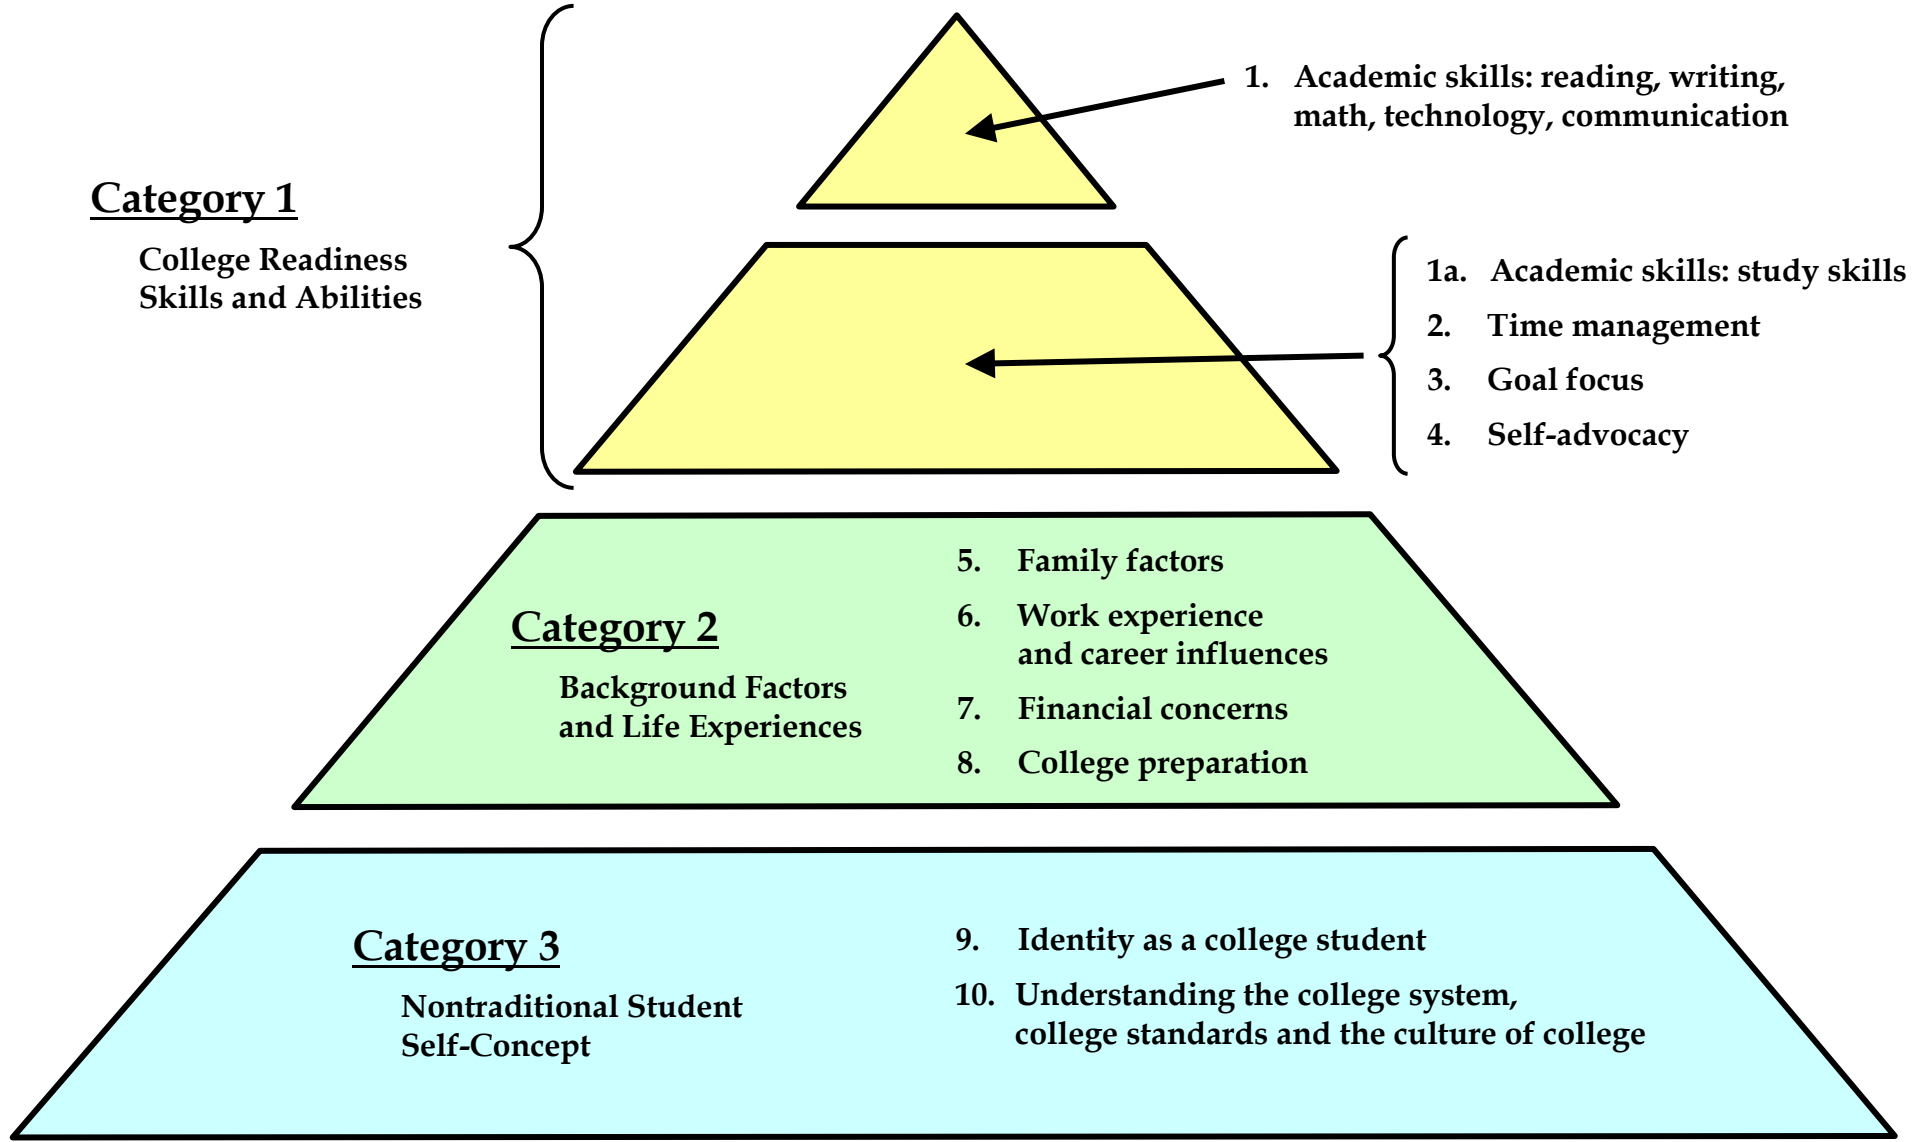 1. Academic skills: reading, writing,
math, technology, communication
Category 1
College Readiness
Skills and Abilities
1a. Academic skills: study skills
2. Time management
3. Goal focus
4. Self-advocacy
Category 2
Background Factors
and Life Experiences
5. Family factors
6. Work experience
and career influences
7. Financial concerns
8. College preparation
Category 3
Nontraditional Student
Self-Concept
9. Identity as a college student
10. Understanding the college system,
college standards and the culture of college